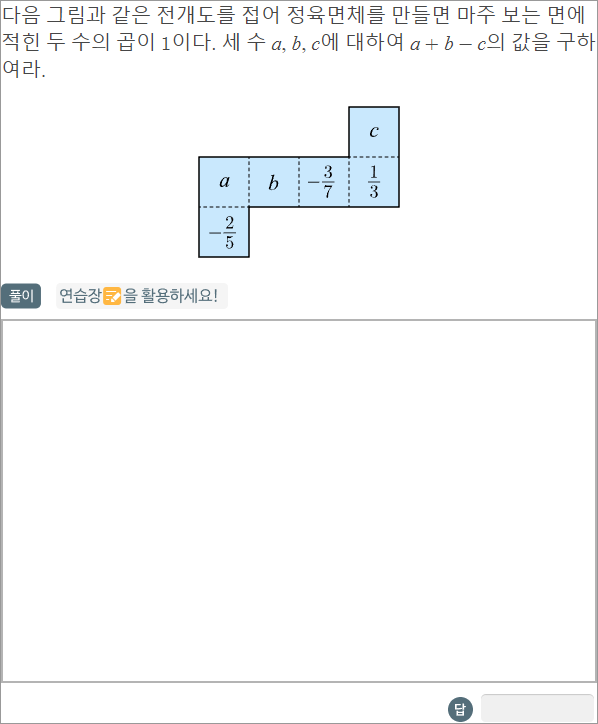 다음 그림과 같은 전개도를 접어 정육면체를 만들면 마주 보는 면에
적힌 두 수의 곱이 1이다. 세 수 a, b, c에 대하여 a + b − c의 값을 구하
여라.
c
a b −3/7 1/3
−2/5
풀이 연습장 을 활용하세요!
답